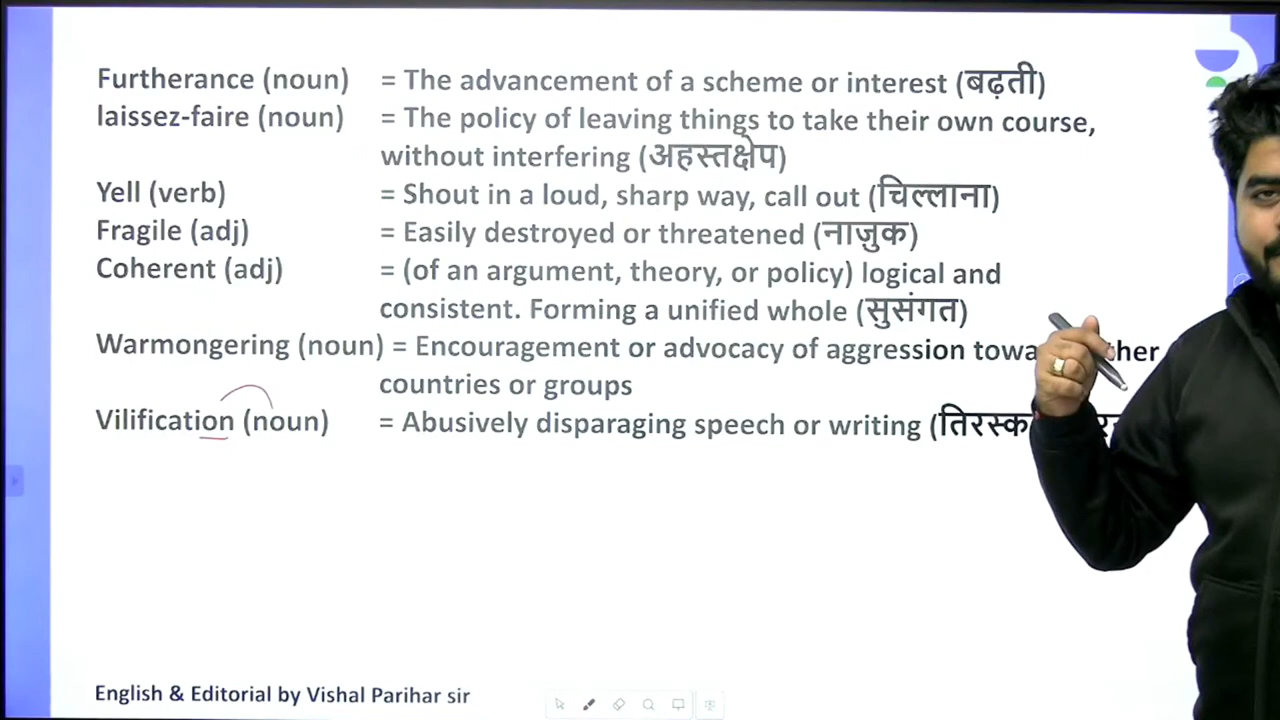 Furtherance (noun) = The advancement of a scheme or interest (बढ़ती)
laissez-faire (noun) = The policy of leaving things to take their own course,
without interfering (अहस्तक्षेप)
Yell (verb) = Shout in a loud, sharp way, call out (चिल्लाना)
Fragile (adj) = Easily destroyed or threatened (नाज़ुक)
Coherent (adj) = (of an argument, theory, or policy) logical and
consistent. Forming a unified whole (सुसंगत)
Warmongering (noun) = Encouragement or advocacy of aggression
countries or groups
Vilification (noun) = Abusively disparaging speech or writing
English & Editorial by Vishal Parihar sir